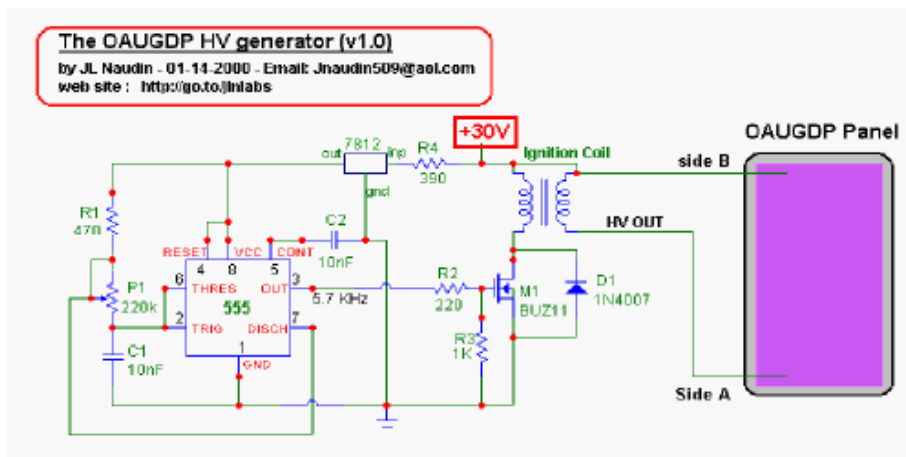 The OAUGDP HV generator (v1.0)
by JL Naudin - 01-14-2000 - Email: Jnaudin509@aol.com
web site : http://go.to/jlnlabs
+30V
OAUGDP Panel
out 7812 inp
R4
390
Ignition Coil
side B
gnd
R1
470
C2
10nF
HV OUT
RESET VCC CONT
4 8 5
6 THRES OUT 3
5.7 KHz
R2
220
M1
BUZ11
D1
1N4007
P1
220k
555
2 TRIG DISCH 7
R3
1K
C1
10nF
1
GND
Side A